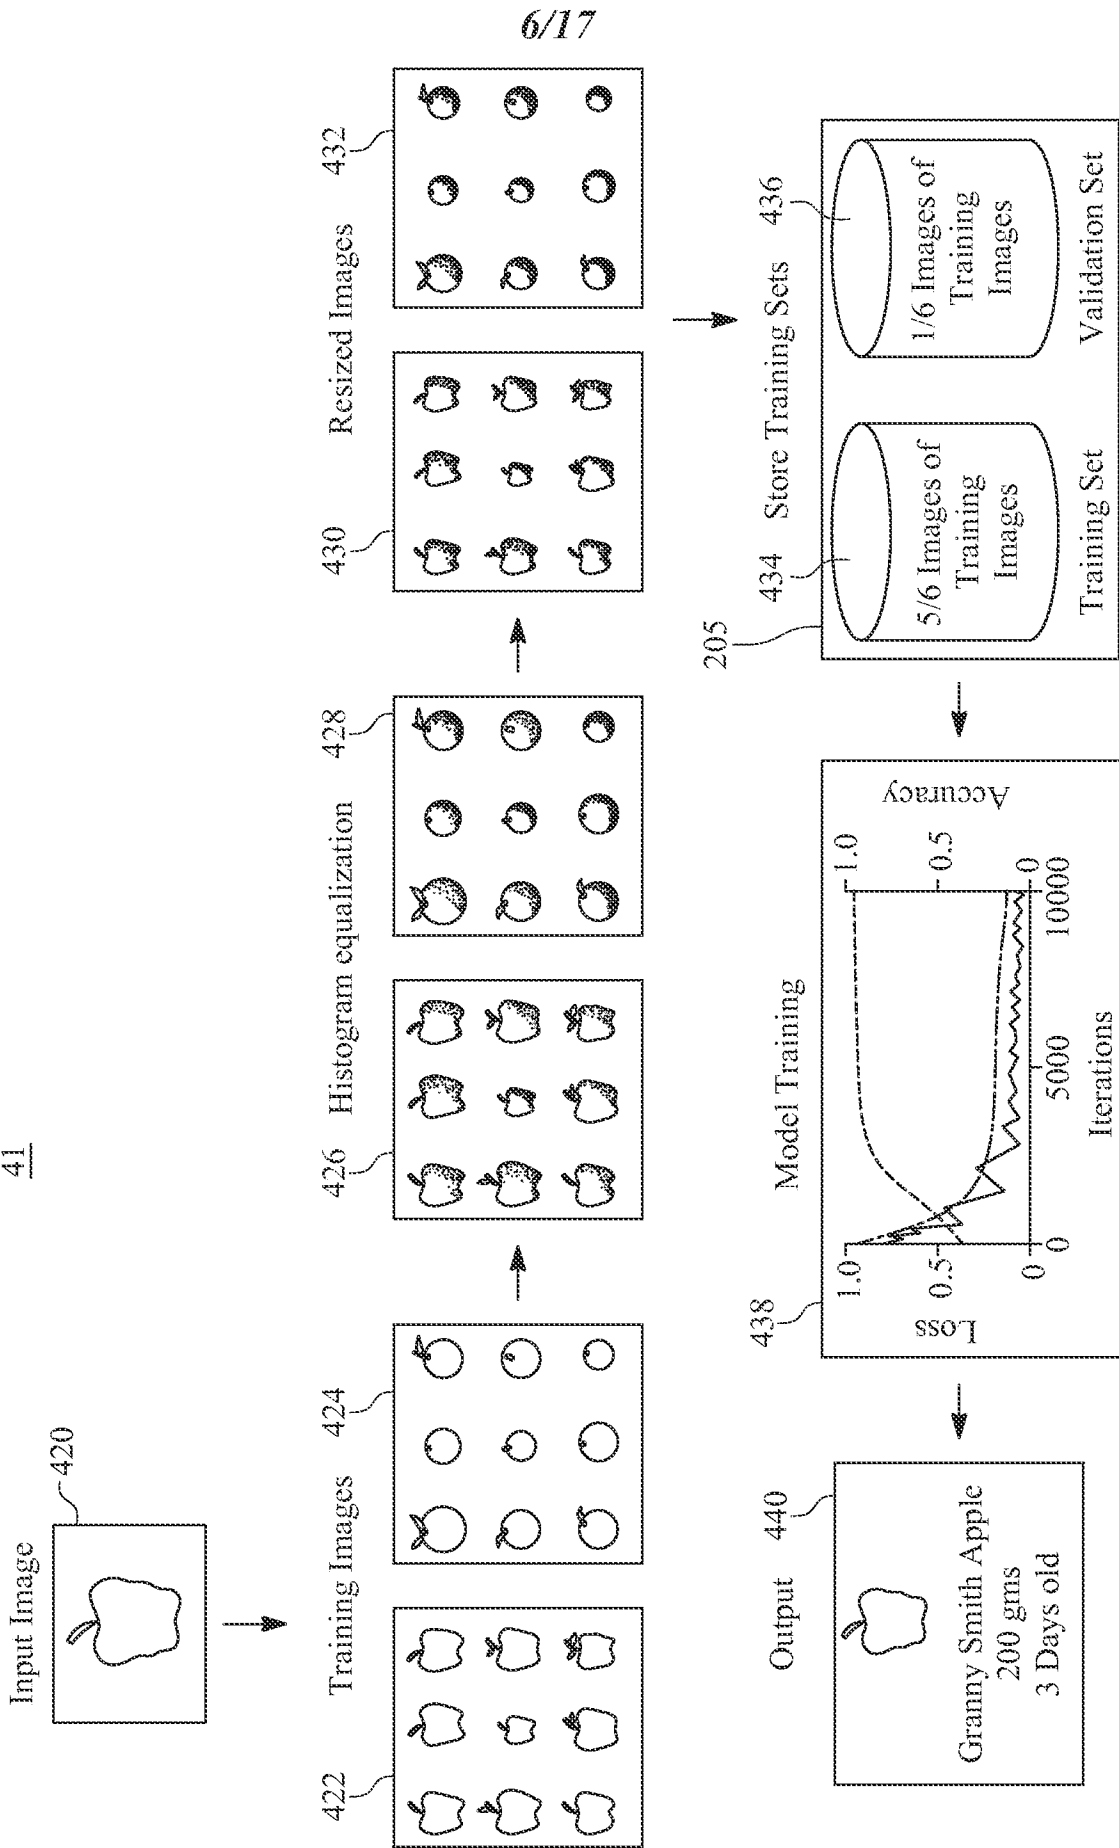 6/17
41
Input Image
420
Training Images
422
424
Histogram equalization
426
428
Resized Images
430
432
Store Training Sets
205
434
5/6 Images of
Training
Images
Training Set
436
1/6 Images of
Training
Images
Validation Set
Model Training
438
Loss
1.0
0.5
0
Accuracy
1.0
0.5
0
0
5000
10000
Iterations
Output
440
Granny Smith Apple
200 gms
3 Days old